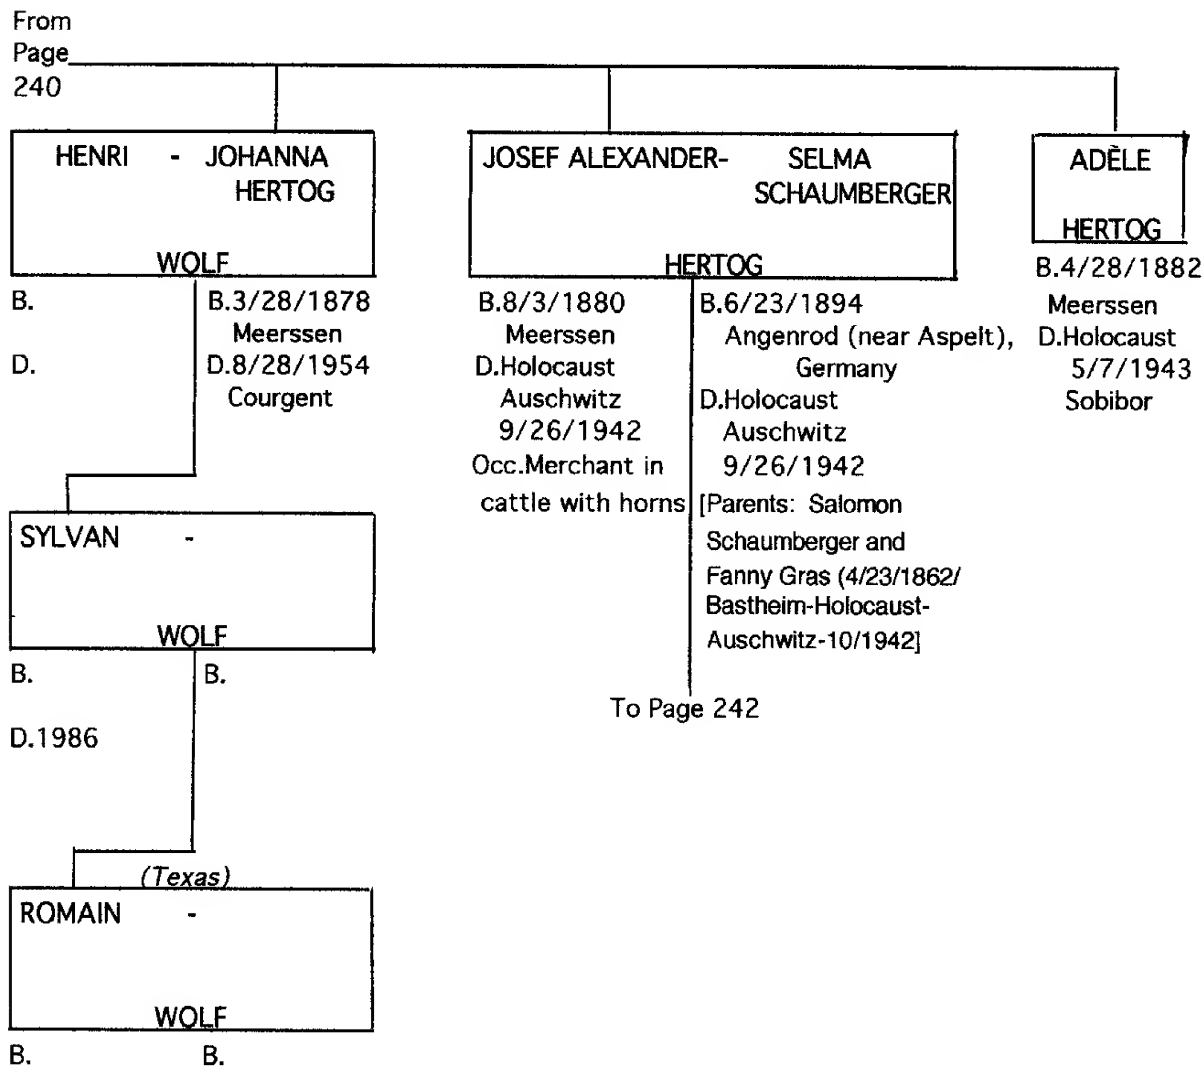 From
Page
240
HENRI - JOHANNA
HERTOG
WOLF
B.
D.
B.3/28/1878
Meerssen
D.8/28/1954
Courgent
JOSEF ALEXANDER- SELMA
SCHAUMBERGER
HERTOG
B.8/3/1880
Meerssen
D.Holocaust
Auschwitz
9/26/1942
Occ.Merchant in
cattle with horns
B.6/23/1894
Angenrod (near Aspelt),
Germany
D.Holocaust
Auschwitz
9/26/1942
[Parents: Salomon
Schaumberger and
Fanny Gras (4/23/1862/
Bastheim-Holocaust-
Auschwitz-10/1942]
To Page 242
ADÈLE
HERTOG
B.4/28/1882
Meerssen
D.Holocaust
5/7/1943
Sobibor
SYLVAN -
WOLF
B. B.
D.1986
(Texas)
ROMAIN -
WOLF
B. B.